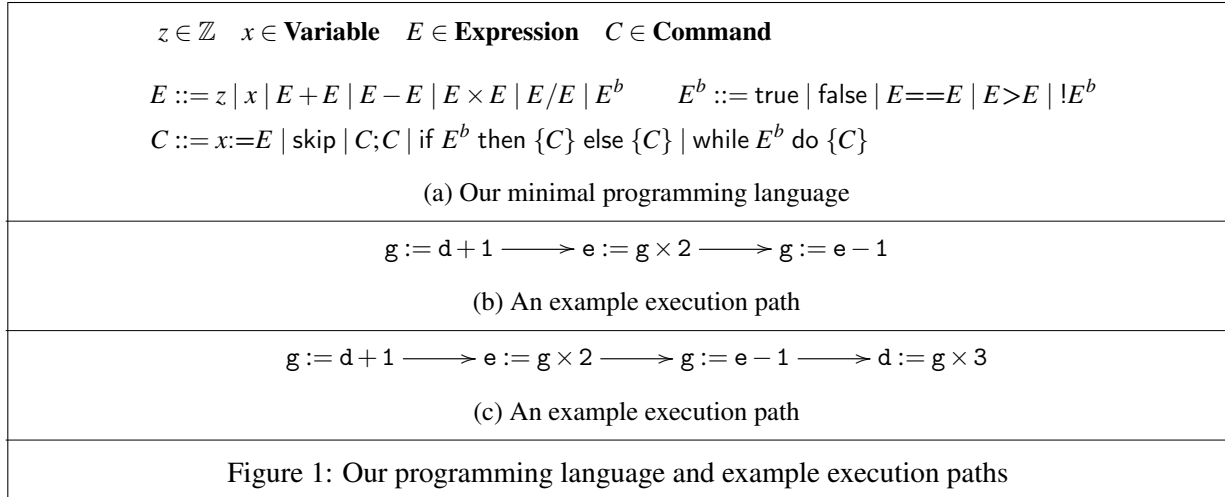 z ∈ ℤ x ∈ Variable E ∈ Expression C ∈ Command
E ::= z | x | E + E | E − E | E × E | E/E | E^b E^b ::= true | false | E==E | E>E | !E^b
C ::= x:=E | skip | C;C | if E^b then {C} else {C} | while E^b do {C}
(a) Our minimal programming language
g := d + 1 ⟶ e := g × 2 ⟶ g := e − 1
(b) An example execution path
g := d + 1 ⟶ e := g × 2 ⟶ g := e − 1 ⟶ d := g × 3
(c) An example execution path
Figure 1: Our programming language and example execution paths